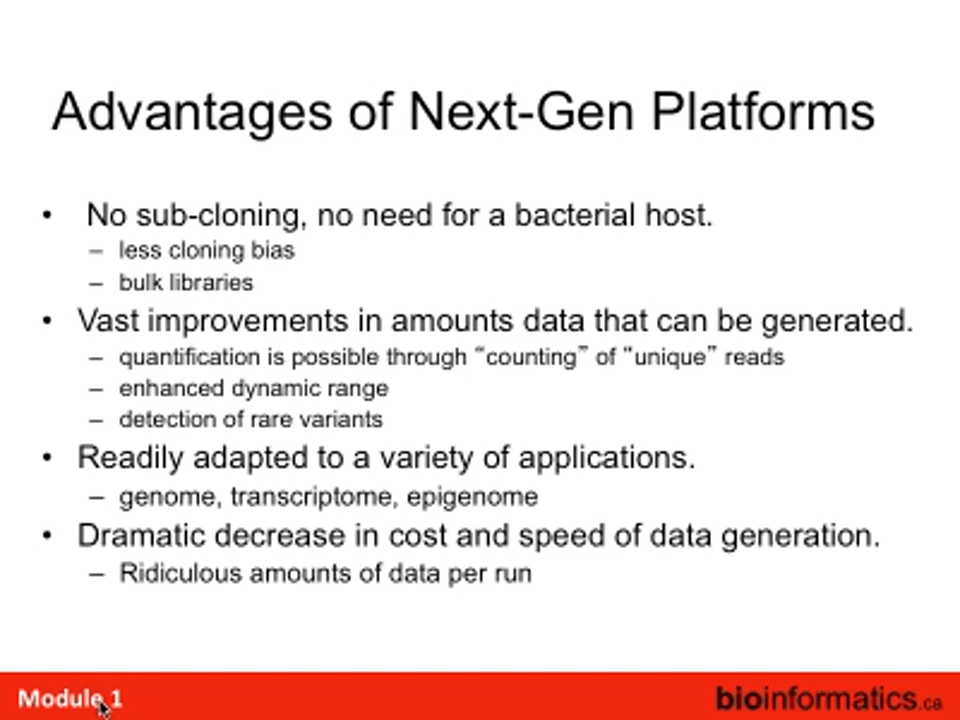 Advantages of Next-Gen Platforms
• No sub-cloning, no need for a bacterial host.
– less cloning bias
– bulk libraries
• Vast improvements in amounts data that can be generated.
– quantification is possible through “counting” of “unique” reads
– enhanced dynamic range
– detection of rare variants
• Readily adapted to a variety of applications.
– genome, transcriptome, epigenome
• Dramatic decrease in cost and speed of data generation.
– Ridiculous amounts of data per run
Module 1
bioinformatics.ca